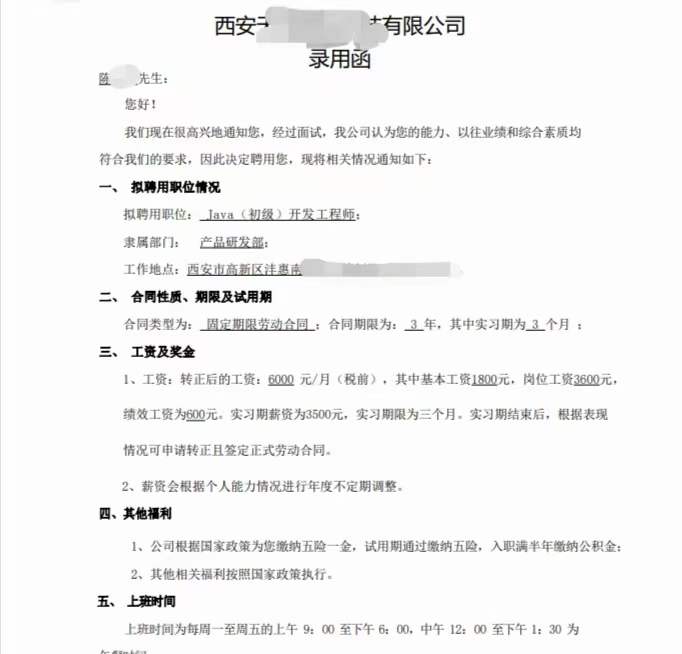 西安 有限公司
录用函
陈 先生：
您好！
我们现在很高兴地通知您，经过面试，我公司认为您的能力、以往业绩和综合素质均
符合我们的要求，因此决定聘用您，现将相关情况通知如下：
一、 拟聘用职位情况
拟聘用职位： Java（初级）开发工程师；
隶属部门： 产品研发部；
工作地点：西安市高新区沣惠南
二、 合同性质、期限及试用期
合同类型为： 固定期限劳动合同 ；合同期限为： 3 年，其中实习期为 3 个月 ；
三、 工资及奖金
1、工资：转正后的工资：6000 元/月（税前），其中基本工资1800元，岗位工资3600元，
绩效工资为600元。实习期薪资为3500元，实习期限为三个月。实习期结束后，根据表现
情况可申请转正且签定正式劳动合同。
2、薪资会根据个人能力情况进行年度不定期调整。
四、其他福利
1、公司根据国家政策为您缴纳五险一金，试用期通过缴纳五险，入职满半年缴纳公积金；
2、其他相关福利按照国家政策执行。
五、 上班时间
上班时间为每周一至周五的上午 9：00 至下午 6：00，中午 12：00 至下午 1：30 为